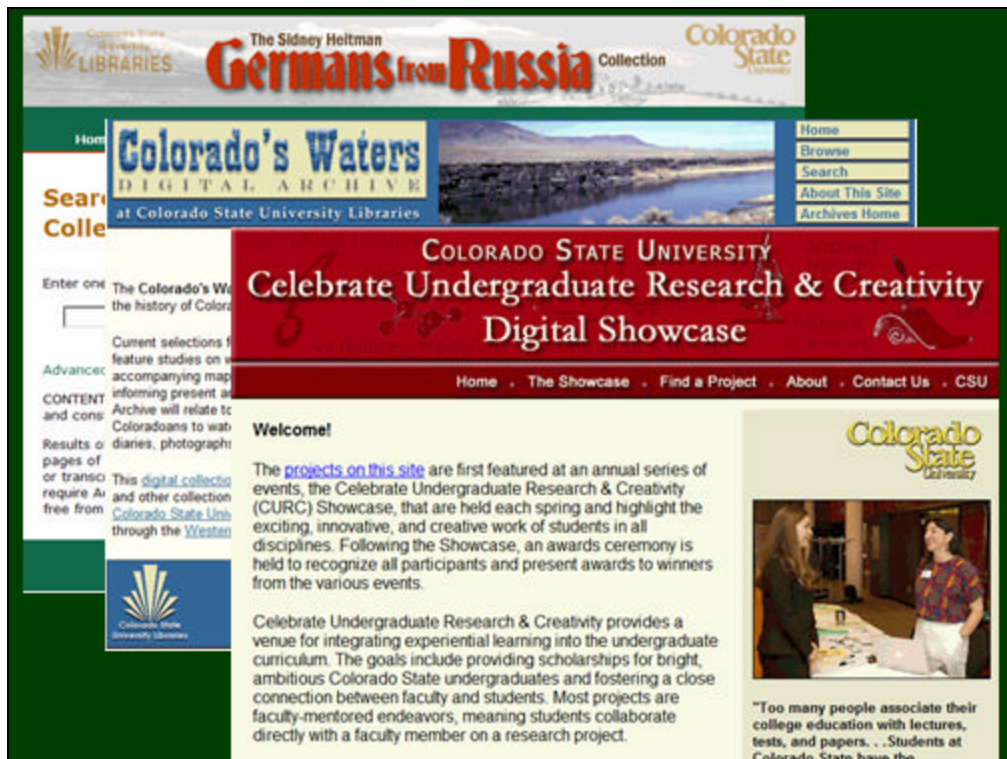 Colorado State
University
LIBRARIES
The Sidney Heitman
Germans from Russia
Collection
Colorado
State
University
Hom
Sear
Colle
Enter one
Advanced
CONTENT
and cons
Results o
pages of
or transc
require A
free from
Colorado's Waters
DIGITAL ARCHIVE
at Colorado State University Libraries
Home
Browse
Search
About This Site
Archives Home
The Colorado's Wa
the history of Colora
Current selections f
feature studies on w
accompanying map
informing present a
Archive will relate to
Coloradoans to wate
diaries, photographs
This digital collectio
and other collection
Colorado State Univ
through the Western
Colorado State
University Libraries
COLORADO STATE UNIVERSITY
Celebrate Undergraduate Research & Creativity
Digital Showcase
Home . The Showcase . Find a Project . About . Contact Us . CSU
Welcome!
The projects on this site are first featured at an annual series of
events, the Celebrate Undergraduate Research & Creativity
(CURC) Showcase, that are held each spring and highlight the
exciting, innovative, and creative work of students in all
disciplines. Following the Showcase, an awards ceremony is
held to recognize all participants and present awards to winners
from the various events.
Celebrate Undergraduate Research & Creativity provides a
venue for integrating experiential learning into the undergraduate
curriculum. The goals include providing scholarships for bright,
ambitious Colorado State undergraduates and fostering a close
connection between faculty and students. Most projects are
faculty-mentored endeavors, meaning students collaborate
directly with a faculty member on a research project.
Colorado
State
University
"Too many people associate their
college education with lectures,
tests, and papers. . .Students at
Colorado State have the